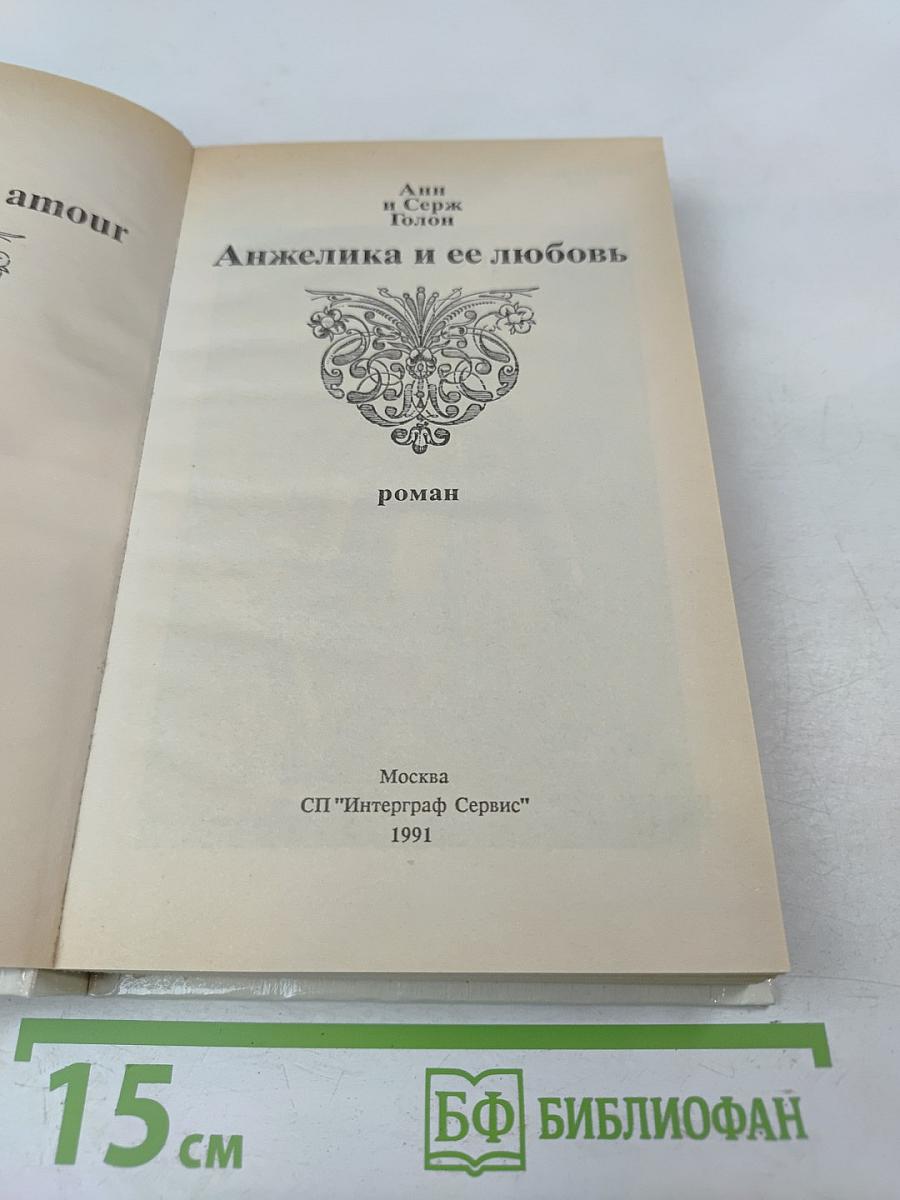 amour
Анн
и Серж
Голон
Анжелика и ее любовь
роман
Москва
СП "Интерграф Сервис"
1991
15 см
БФ БИБЛИОФАН